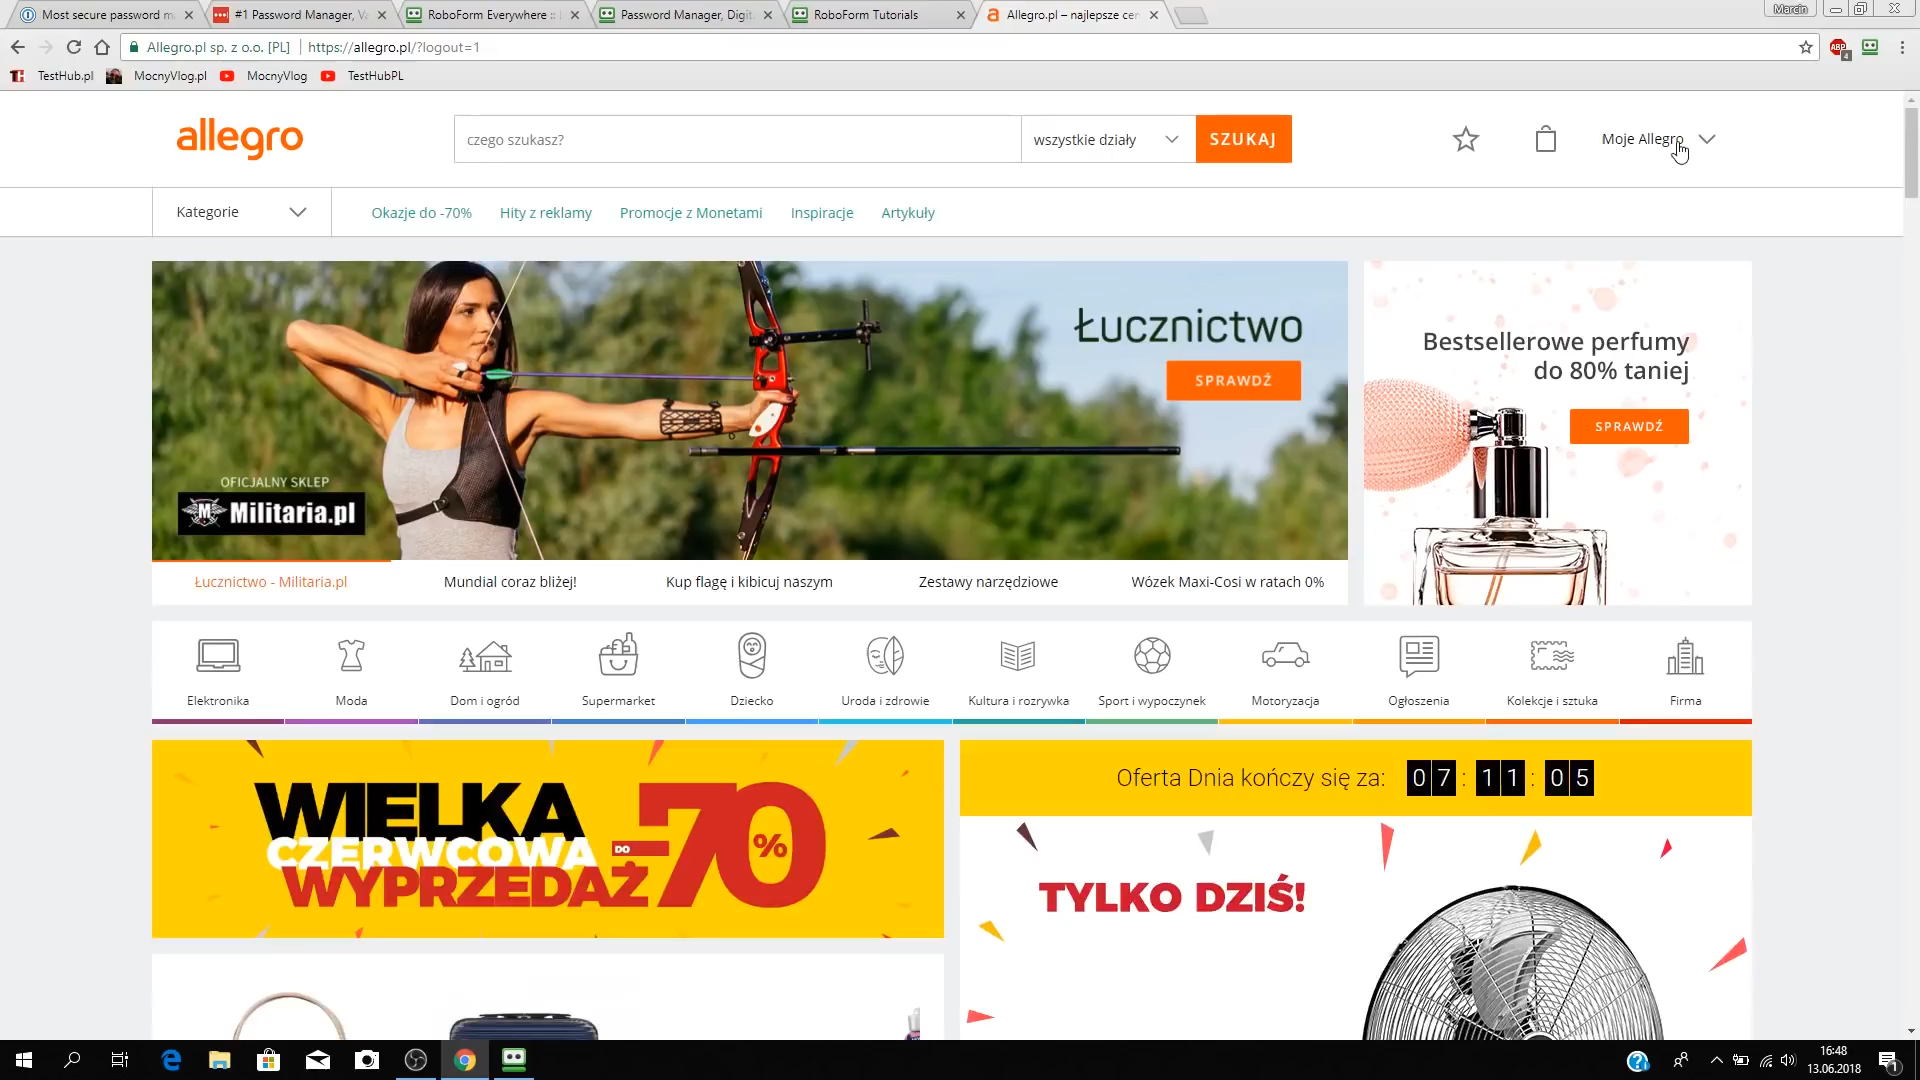 Most secure password m
#1 Password Manager, Va
RoboForm Everywhere ::
Password Manager, Digit
RoboForm Tutorials
Allegro.pl – najlepsze cen
Marcin
Allegro.pl sp. z o.o. [PL]
https://allegro.pl/?logout=1
ABP
4
TestHub.pl
MocnyVlog.pl
MocnyVlog
TestHubPL
allegro
czego szukasz?
wszystkie działy
SZUKAJ
Moje Allegro
Kategorie
Okazje do -70%
Hity z reklamy
Promocje z Monetami
Inspiracje
Artykuły
Łucznictwo
SPRAWDŹ
OFICJALNY SKLEP
Militaria.pl
Bestsellerowe perfumy
do 80% taniej
SPRAWDŹ
Łucznictwo - Militaria.pl
Mundial coraz bliżej!
Kup flagę i kibicuj naszym
Zestawy narzędziowe
Wózek Maxi-Cosi w ratach 0%
Elektronika
Moda
Dom i ogród
Supermarket
Dziecko
Uroda i zdrowie
Kultura i rozrywka
Sport i wypoczynek
Motoryzacja
Ogłoszenia
Kolekcje i sztuka
Firma
WIELKA
CZERWCOWA
WYPRZEDAŻ
DO
-70%
Oferta Dnia kończy się za: 07:11:05
TYLKO DZIŚ!
16:48
13.06.2018
1